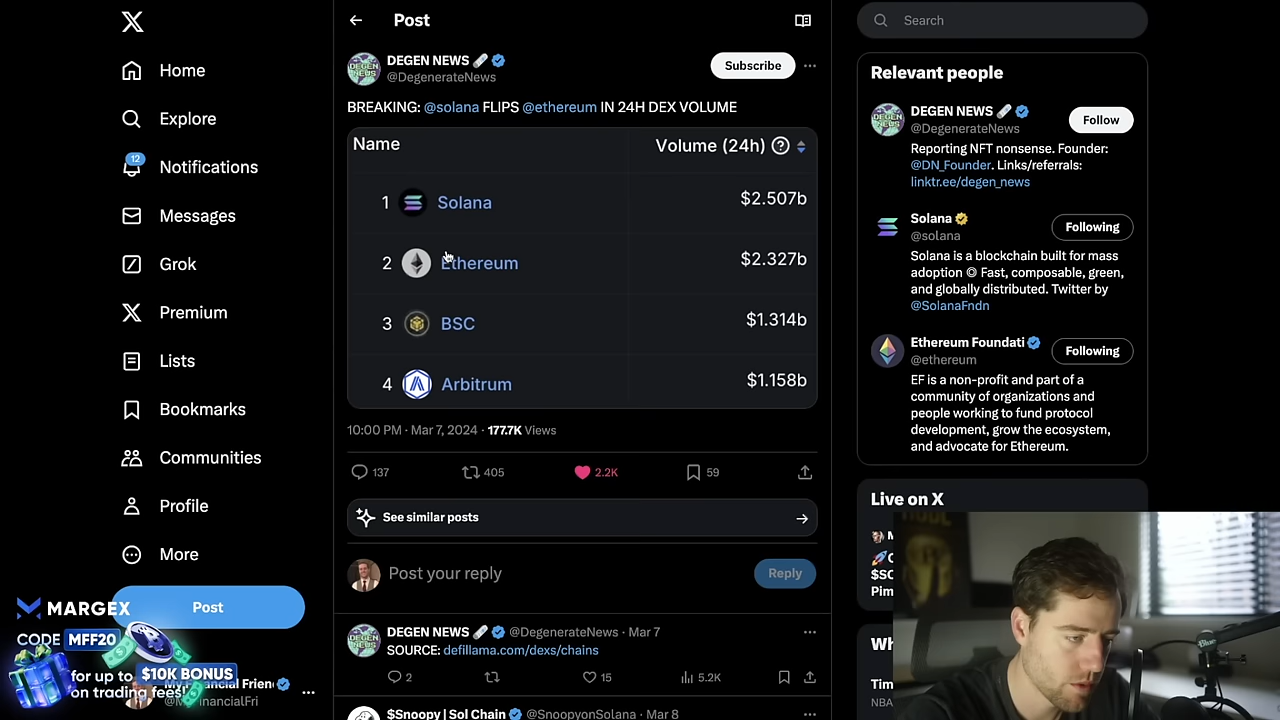 Home
Explore
12
Notifications
Messages
Grok
Premium
Lists
Bookmarks
Communities
Profile
More
Post
MARGEX
CODE MFF20
for up to $10K BONUS
on trading fees!
Post
DEGEN NEWS
@DegenerateNews
Subscribe
BREAKING: @solana FLIPS @ethereum IN 24H DEX VOLUME
Name Volume (24h)
1 Solana $2.507b
2 Ethereum $2.327b
3 BSC $1.314b
4 Arbitrum $1.158b
10:00 PM · Mar 7, 2024 · 177.7K Views
137 405 2.2K 59
See similar posts
Post your reply
Reply
DEGEN NEWS @DegenerateNews · Mar 7
SOURCE: defillama.com/dexs/chains
2 15 5.2K
$Snoopy | Sol Chain @SnoopyonSolana · Mar 8
Search
Relevant people
DEGEN NEWS
@DegenerateNews
Follow
Reporting NFT nonsense. Founder:
@DN_Founder. Links/referrals:
linktr.ee/degen_news
Solana
@solana
Following
Solana is a blockchain built for mass
adoption © Fast, composable, green,
and globally distributed. Twitter by
@SolanaFndn
Ethereum Foundati
@ethereum
Following
EF is a non-profit and part of a
community of organizations and
people working to fund protocol
development, grow the ecosystem,
and advocate for Ethereum.
Live on X